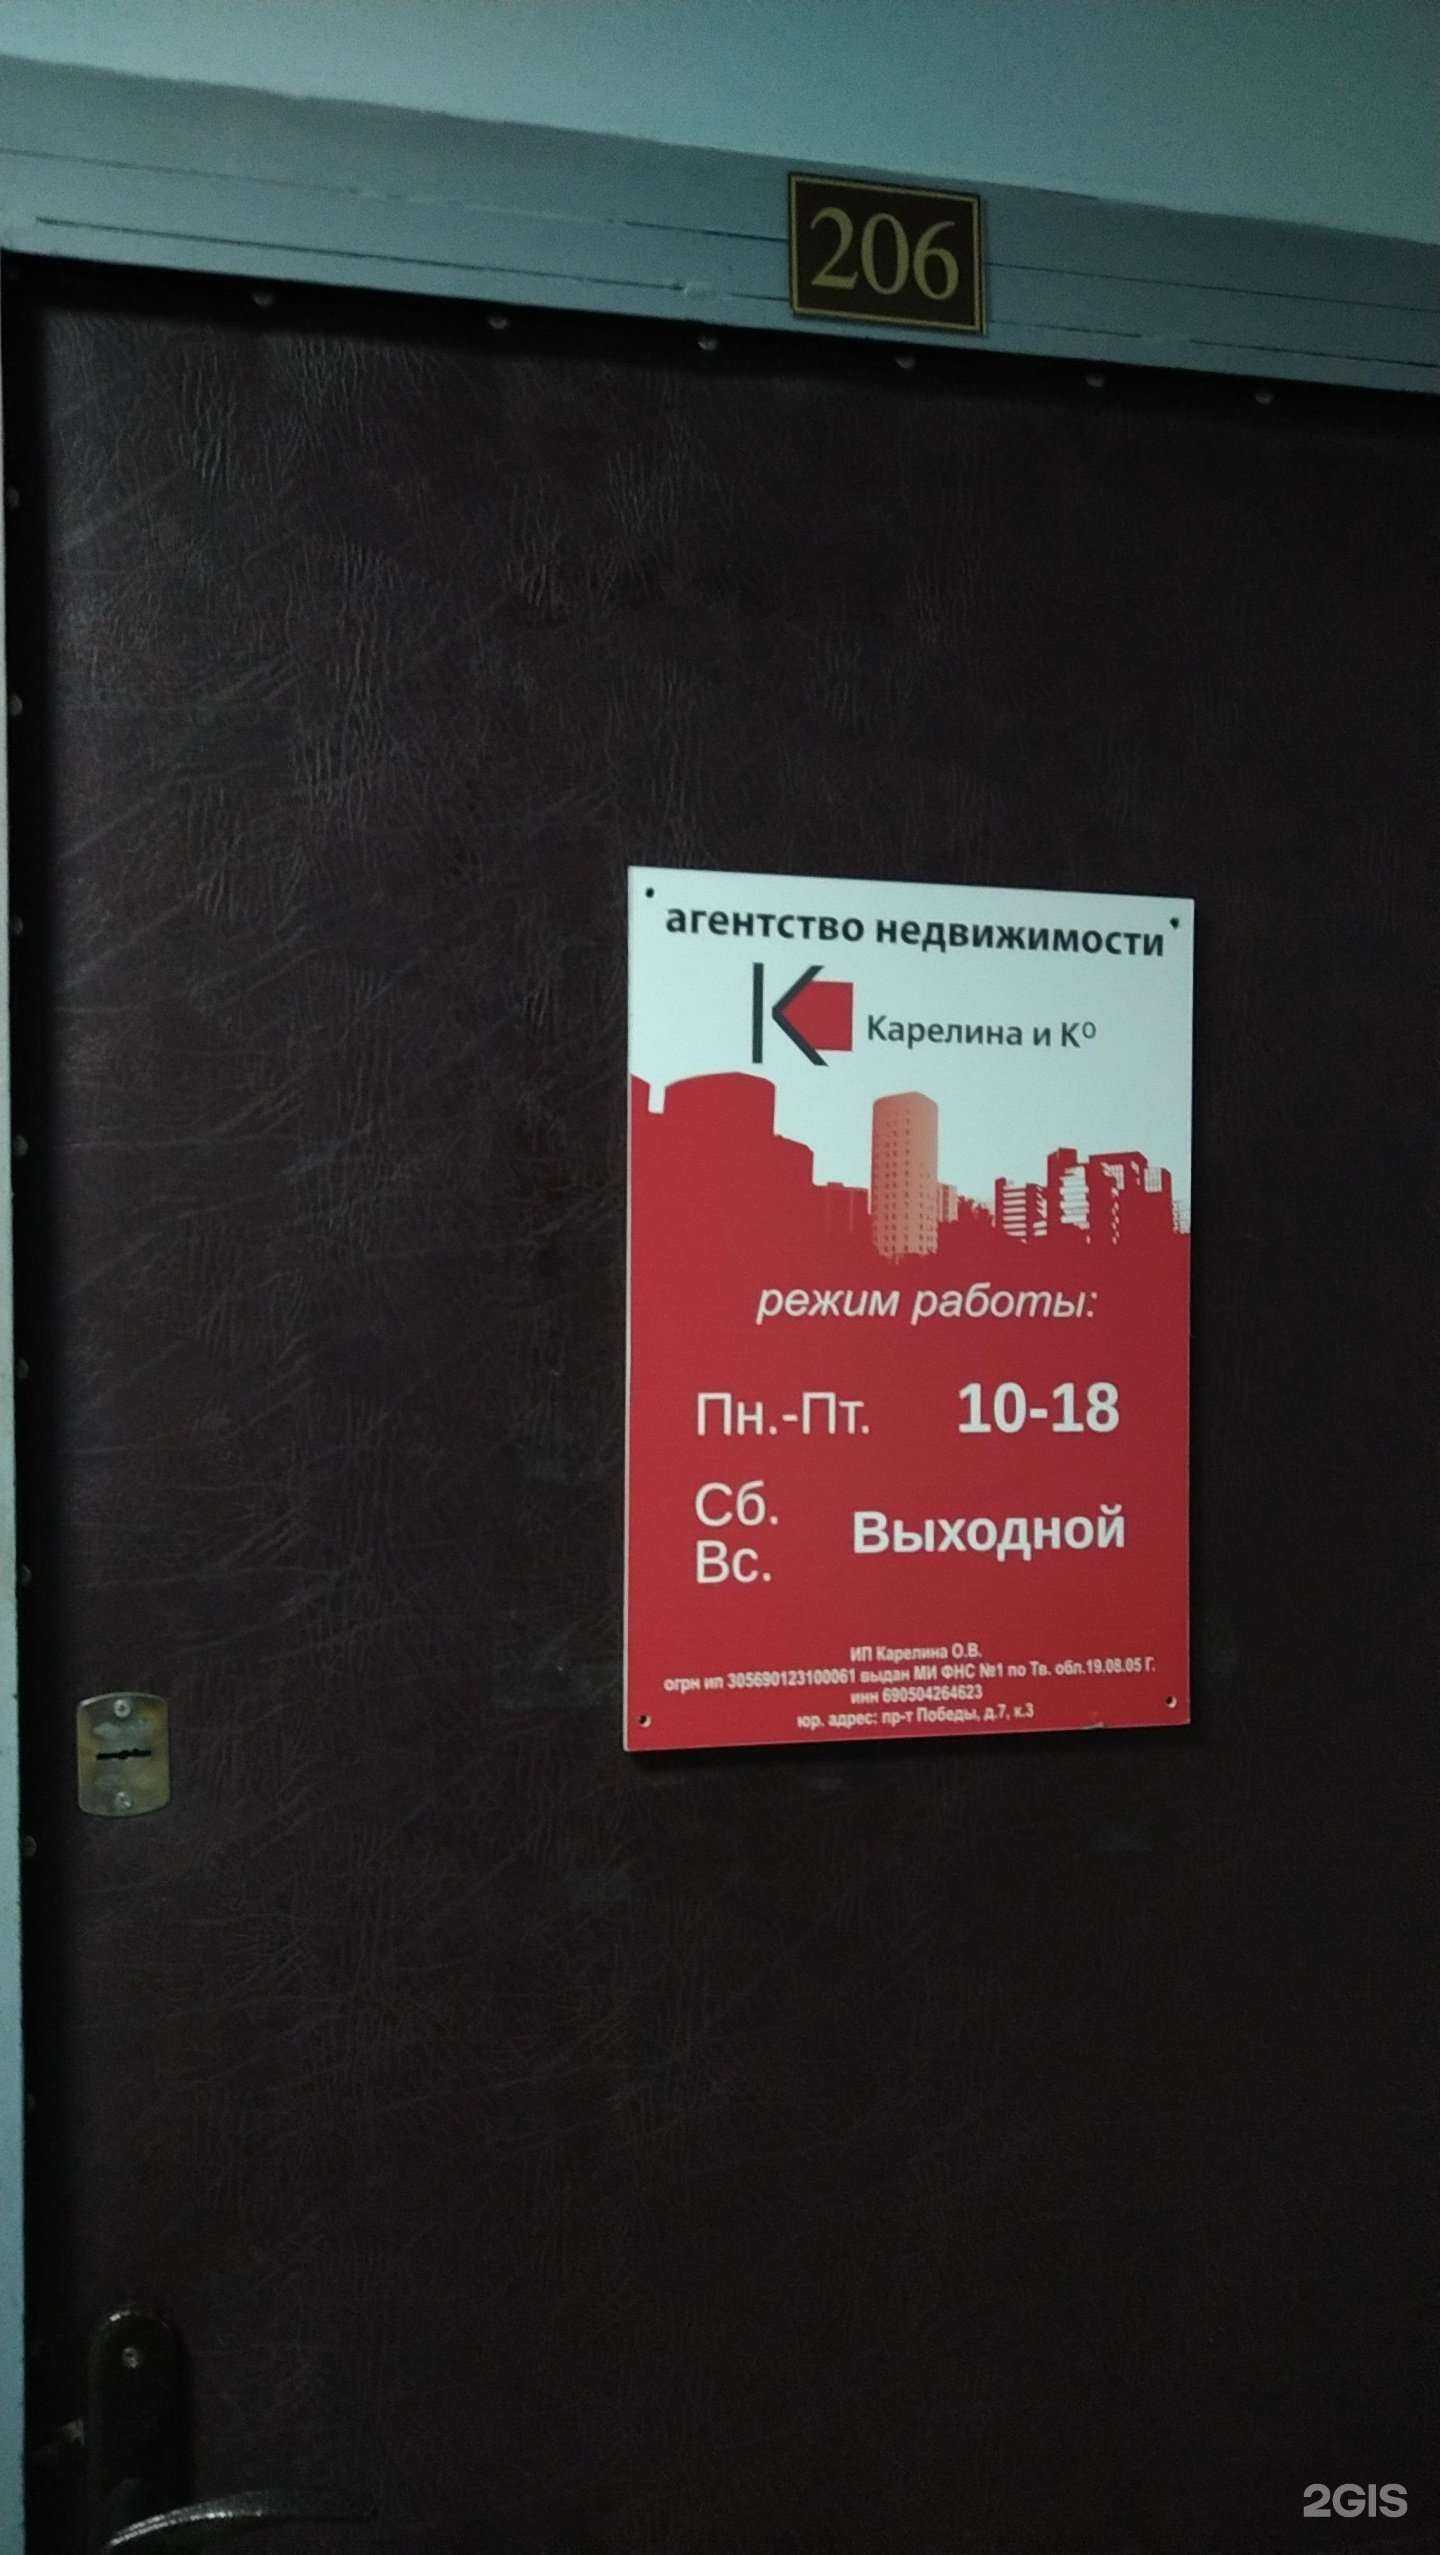 206
агентство недвижимости
К Карелина и Кº
режим работы:
Пн.-Пт. 10-18
Сб.
Вс. Выходной
ИП Карелина О.В.
огрн ип 305690123100061 выдан МИ ФНС №1 по Тв. обл.19.08.05 Г.
инн 690504264623
юр. адрес: пр-т Победы, д.7, к.3
2GIS